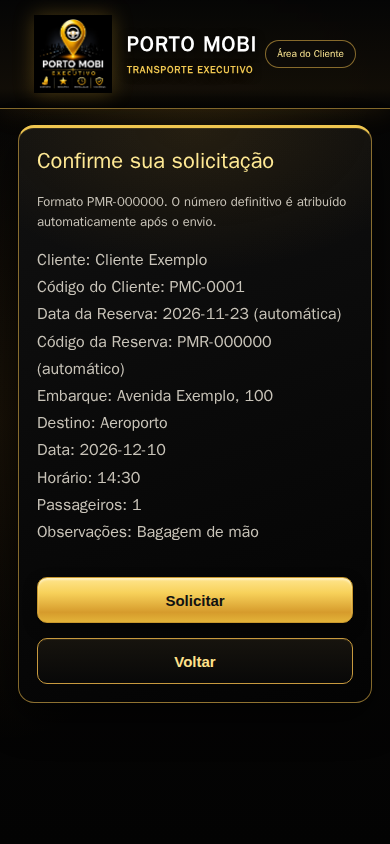 PORTO MOBI
EXECUTIVO
PORTO MOBI
TRANSPORTE EXECUTIVO
Área do Cliente
Confirme sua solicitação
Formato PMR-000000. O número definitivo é atribuído
automaticamente após o envio.
Cliente: Cliente Exemplo
Código do Cliente: PMC-0001
Data da Reserva: 2026-11-23 (automática)
Código da Reserva: PMR-000000
(automático)
Embarque: Avenida Exemplo, 100
Destino: Aeroporto
Data: 2026-12-10
Horário: 14:30
Passageiros: 1
Observações: Bagagem de mão
Solicitar
Voltar